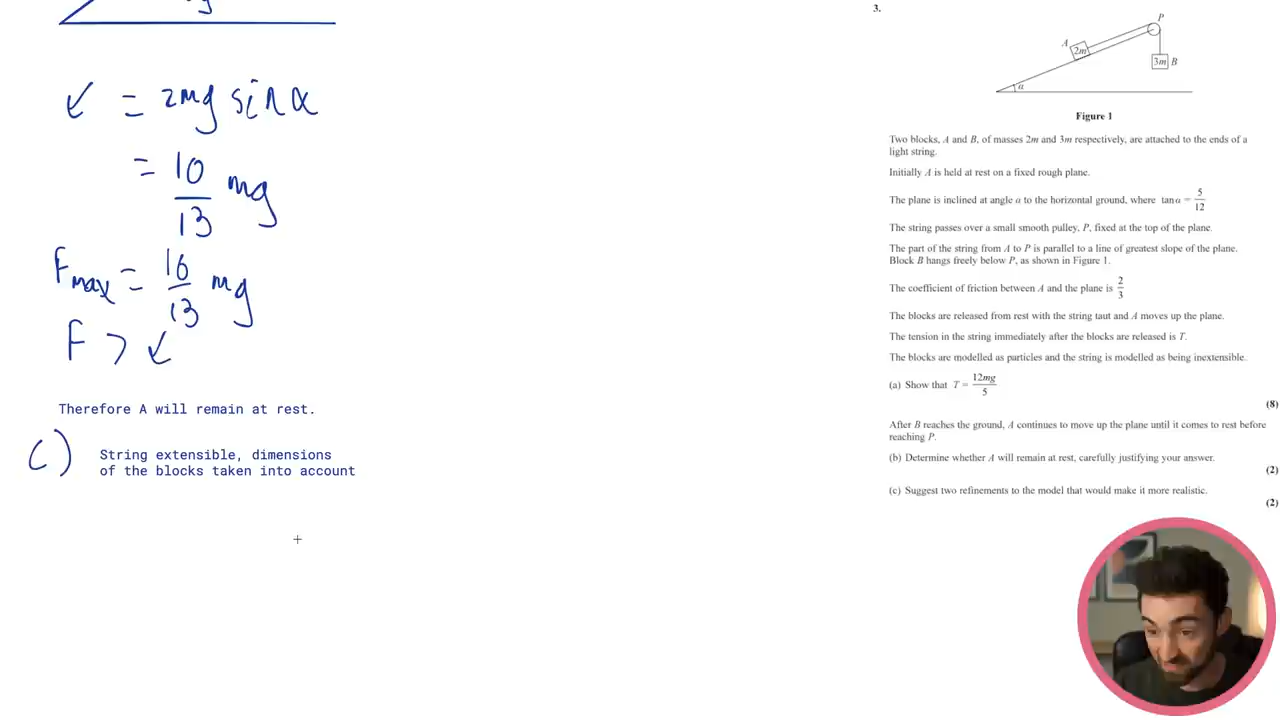 g
↙ = 2mg sinα
= 10/13 mg
Fmax = 16/13 mg
F > ↙
Therefore A will remain at rest.
C) String extensible, dimensions
of the blocks taken into account
3.
P
A
2m
3m B
α
Figure 1
Two blocks, A and B, of masses 2m and 3m respectively, are attached to the ends of a
light string.
Initially A is held at rest on a fixed rough plane.
The plane is inclined at angle α to the horizontal ground, where tan α = 5/12
The string passes over a small smooth pulley, P, fixed at the top of the plane.
The part of the string from A to P is parallel to a line of greatest slope of the plane.
Block B hangs freely below P, as shown in Figure 1.
The coefficient of friction between A and the plane is 2/3
The blocks are released from rest with the string taut and A moves up the plane.
The tension in the string immediately after the blocks are released is T.
The blocks are modelled as particles and the string is modelled as being inextensible.
(a) Show that T = 12mg/5
(8)
After B reaches the ground, A continues to move up the plane until it comes to rest before
reaching P.
(b) Determine whether A will remain at rest, carefully justifying your answer.
(2)
(c) Suggest two refinements to the model that would make it more realistic.
(2)